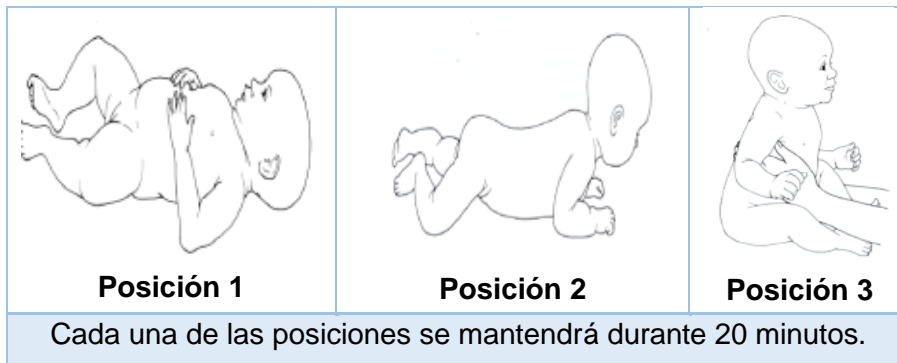 Posición 1
Posición 2
Posición 3
Cada una de las posiciones se mantendrá durante 20 minutos.